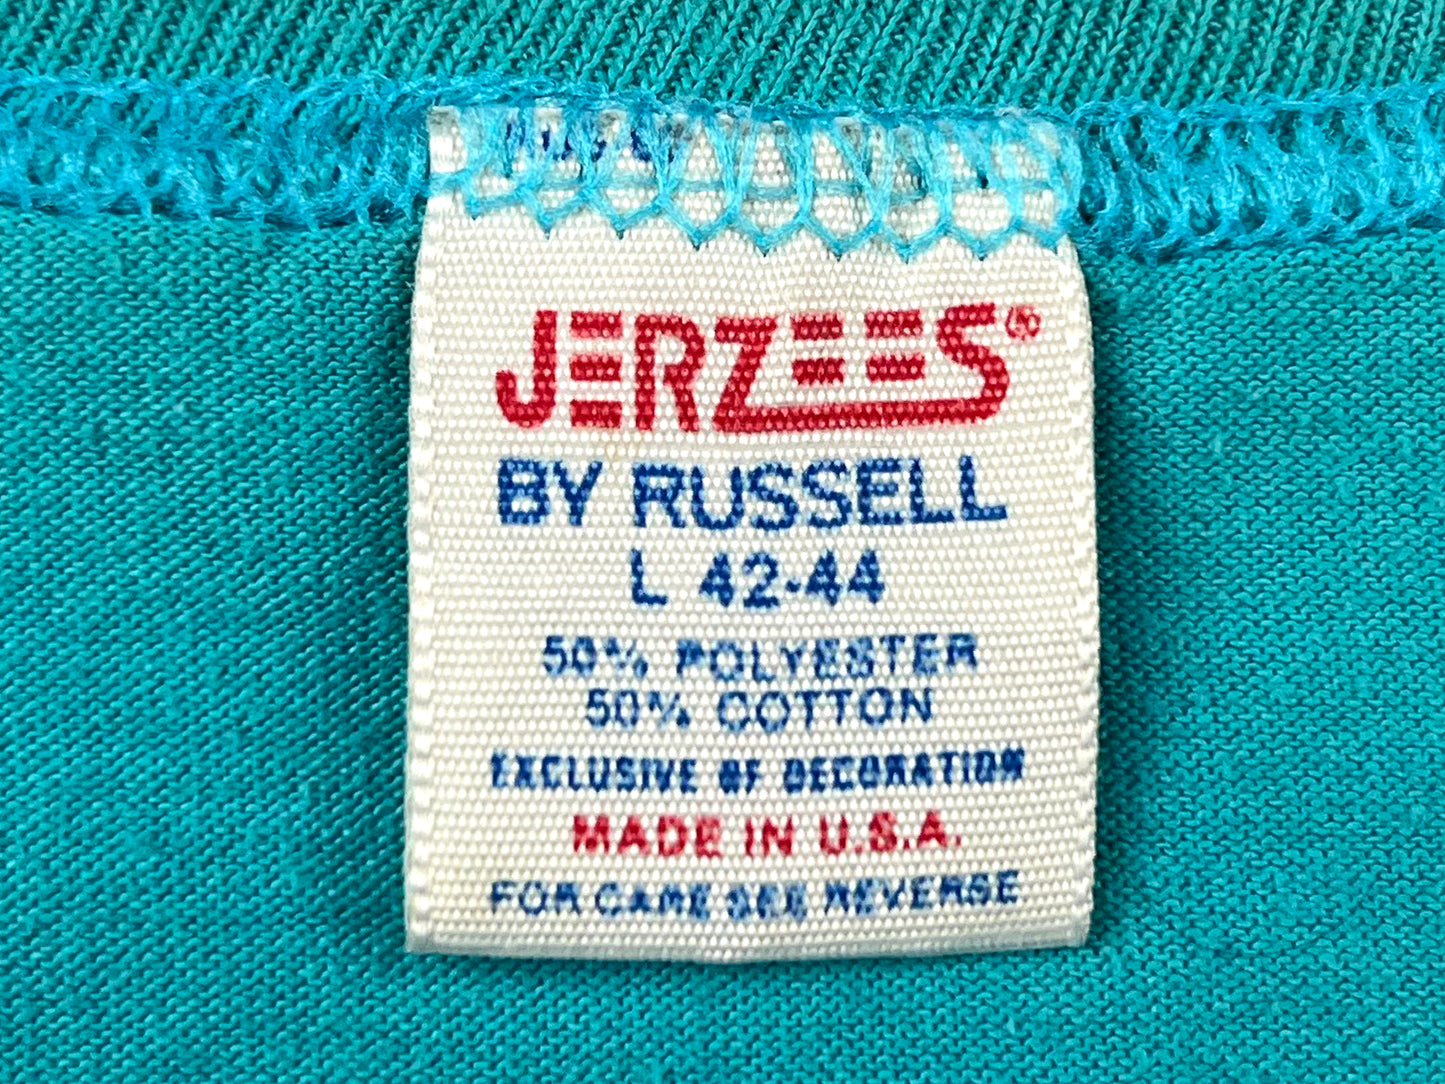 JERZEES®
BY RUSSELL
L 42-44
50% POLYESTER
50% COTTON
EXCLUSIVE OF DECORATION
MADE IN U.S.A.
FOR CARE SEE REVERSE